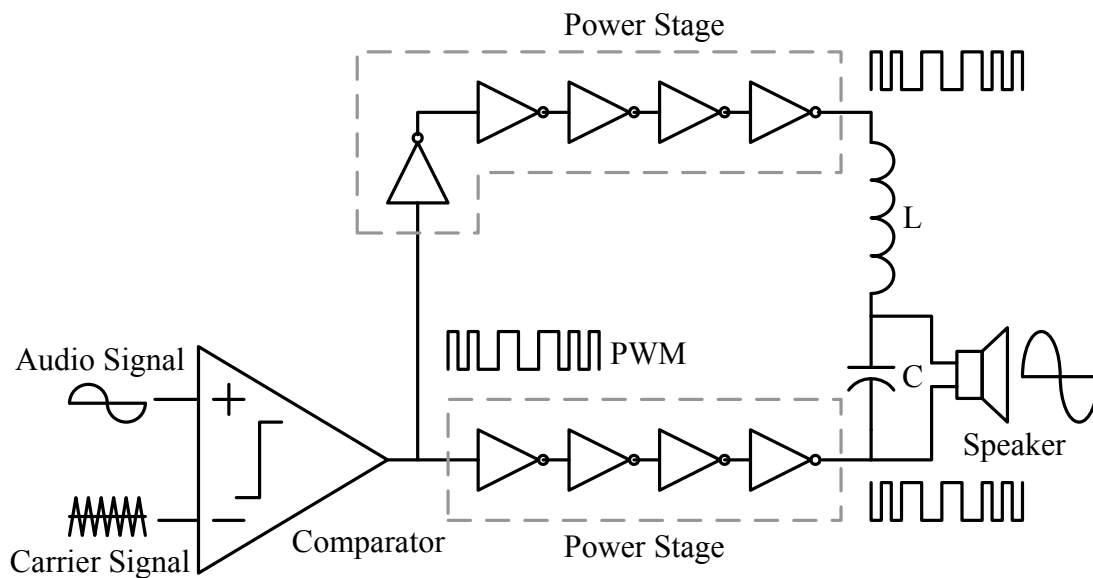 Power Stage
L
Audio Signal
PWM
C
Speaker
Carrier Signal
Comparator
Power Stage